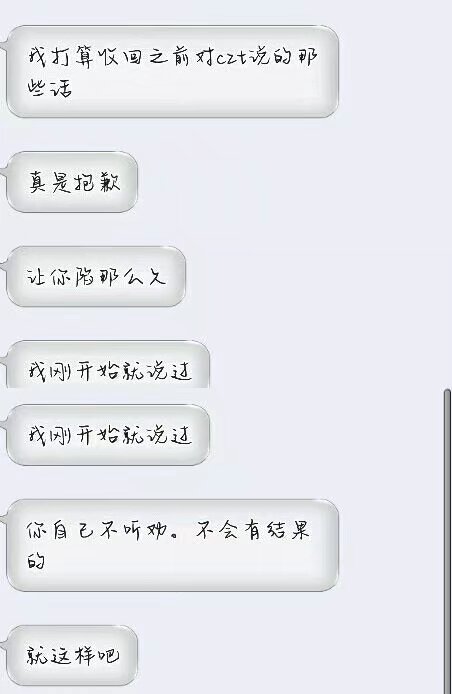 我打算收回之前对czt说的那
些话
真是抱歉
让你陷那么久
我刚开始就说过
我刚开始就说过
你自己不听劝。不会有结果
的
就这样吧